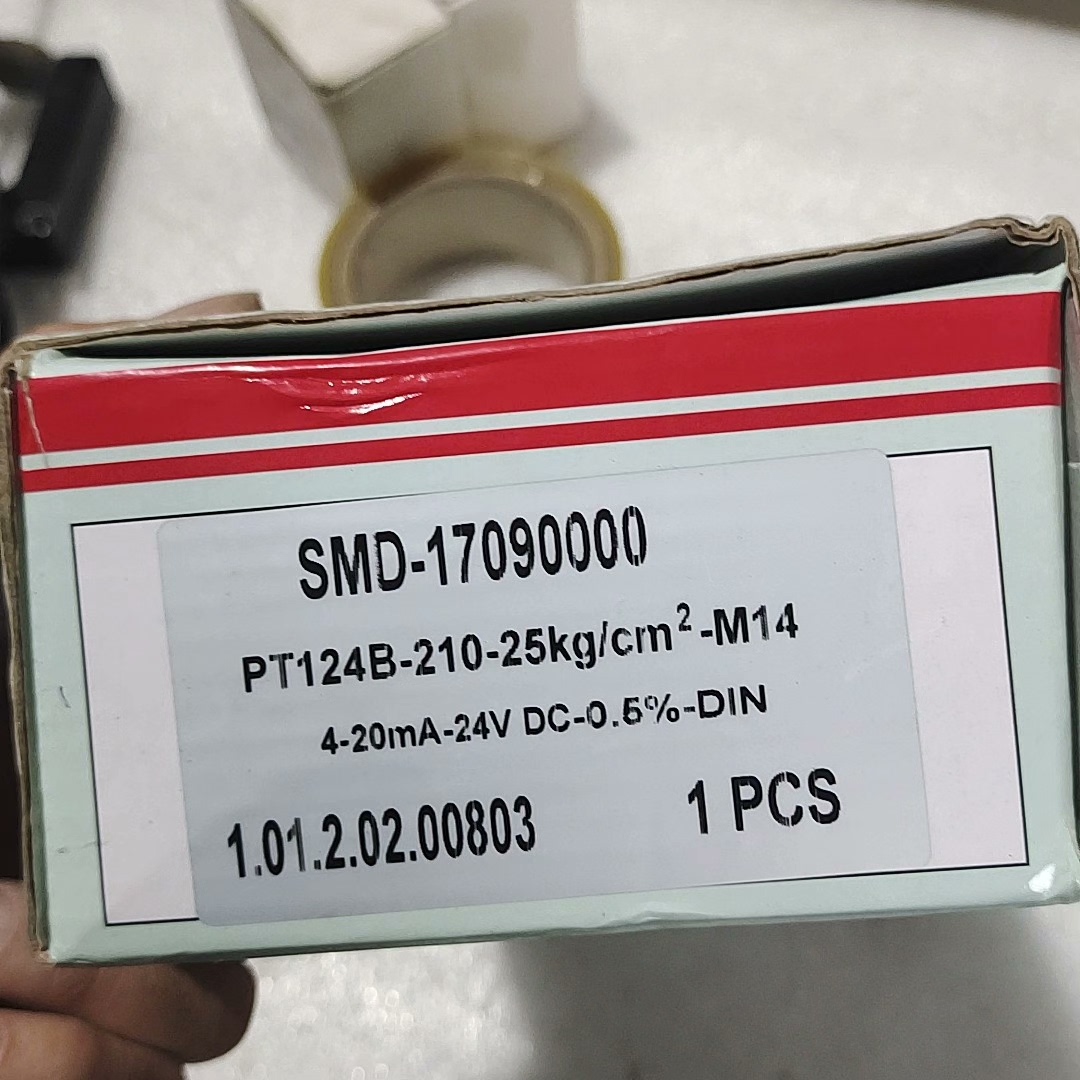 SMD-17090000
PT124B-210-25kg/cm²-M14
4-20mA-24V DC-0.5%-DIN
1.01.2.02.00803 1 PCS